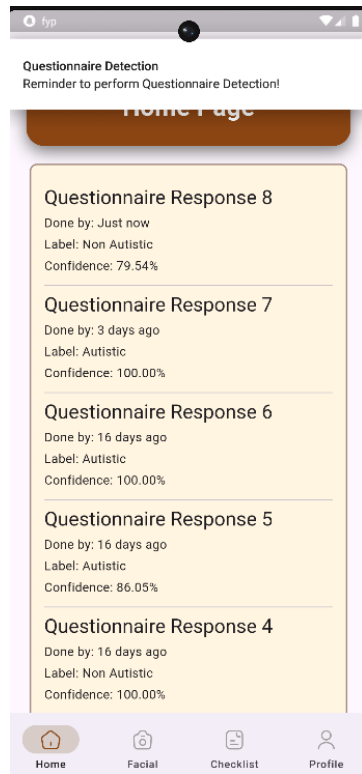 fyp
Questionnaire Detection
Reminder to perform Questionnaire Detection!
Home Page
Questionnaire Response 8
Done by: Just now
Label: Non Autistic
Confidence: 79.54%
Questionnaire Response 7
Done by: 3 days ago
Label: Autistic
Confidence: 100.00%
Questionnaire Response 6
Done by: 16 days ago
Label: Autistic
Confidence: 100.00%
Questionnaire Response 5
Done by: 16 days ago
Label: Autistic
Confidence: 86.05%
Questionnaire Response 4
Done by: 16 days ago
Label: Non Autistic
Confidence: 100.00%
Home Facial Checklist Profile